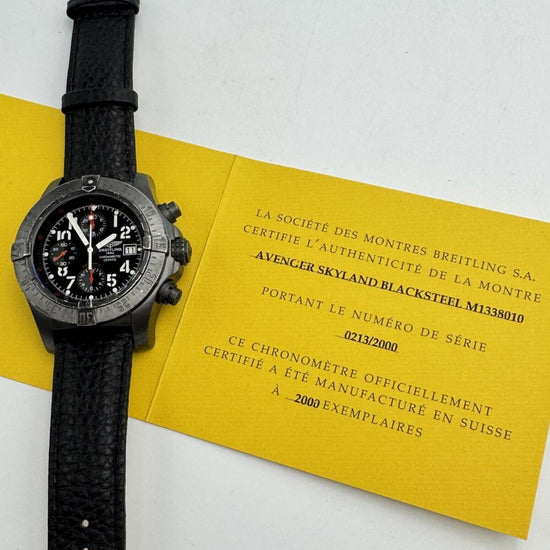 LA SOCIÉTÉ DES MONTRES BREITLING S.A.
CERTIFIE L'AUTHENTICITÉ DE LA MONTRE
AVENGER SKYLAND BLACKSTEEL M1338010
PORTANT LE NUMÉRO DE SÉRIE
0213/2000
CE CHRONOMÈTRE OFFICIELLEMENT
CERTIFIÉ A ÉTÉ MANUFACTURÉ EN SUISSE
À 2000 EXEMPLAIRES
BREITLING